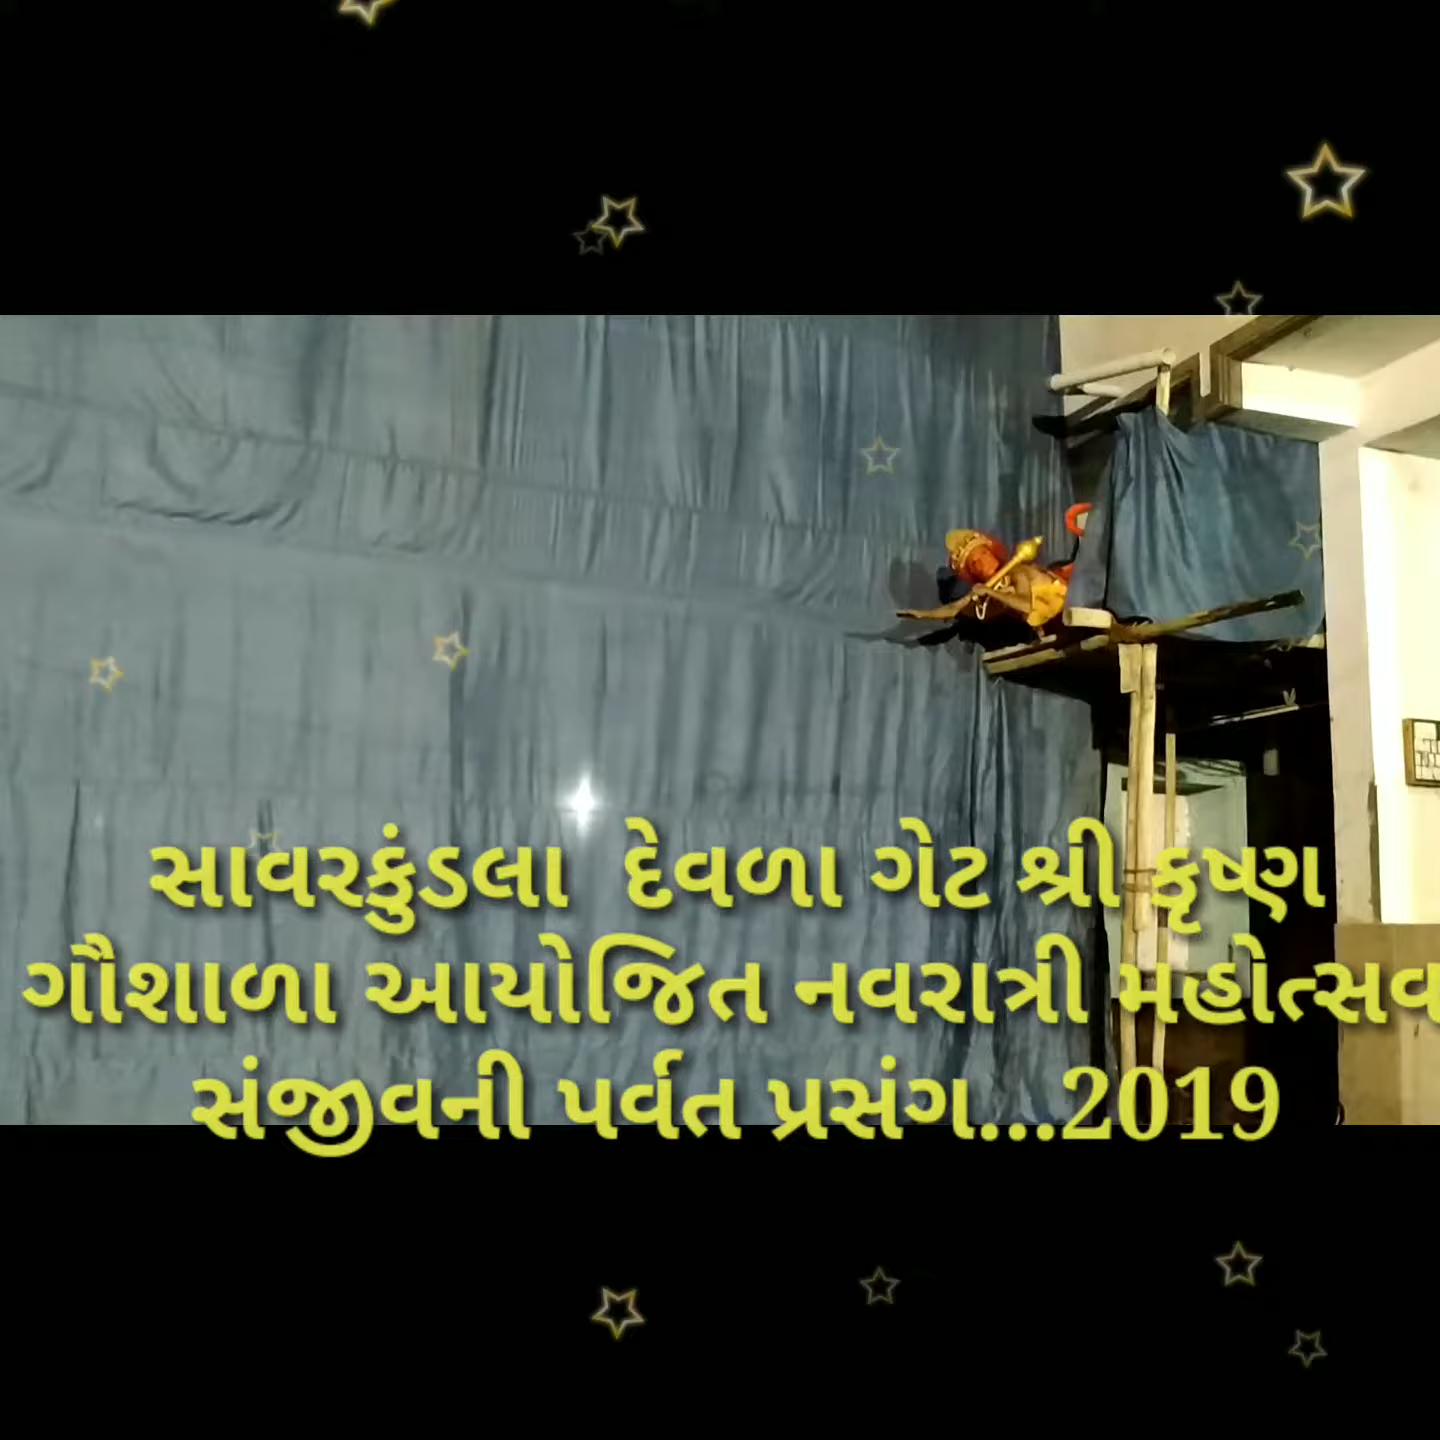 સાવરકુંડલા દેવળા ગેટ શ્રી કૃષ્ણ
ગૌશાળા આયોજિત નવરાત્રી મહોત્સવ
સંજીવની પર્વત પ્રસંગ...2019